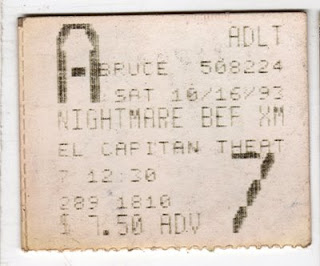 A ADLT
BRUCE 508224
SAT 10/16/93
NIGHTMARE BEF XM
EL CAPITAN THEAT
7 12:30 7
289 1810
$ 7.50 ADV